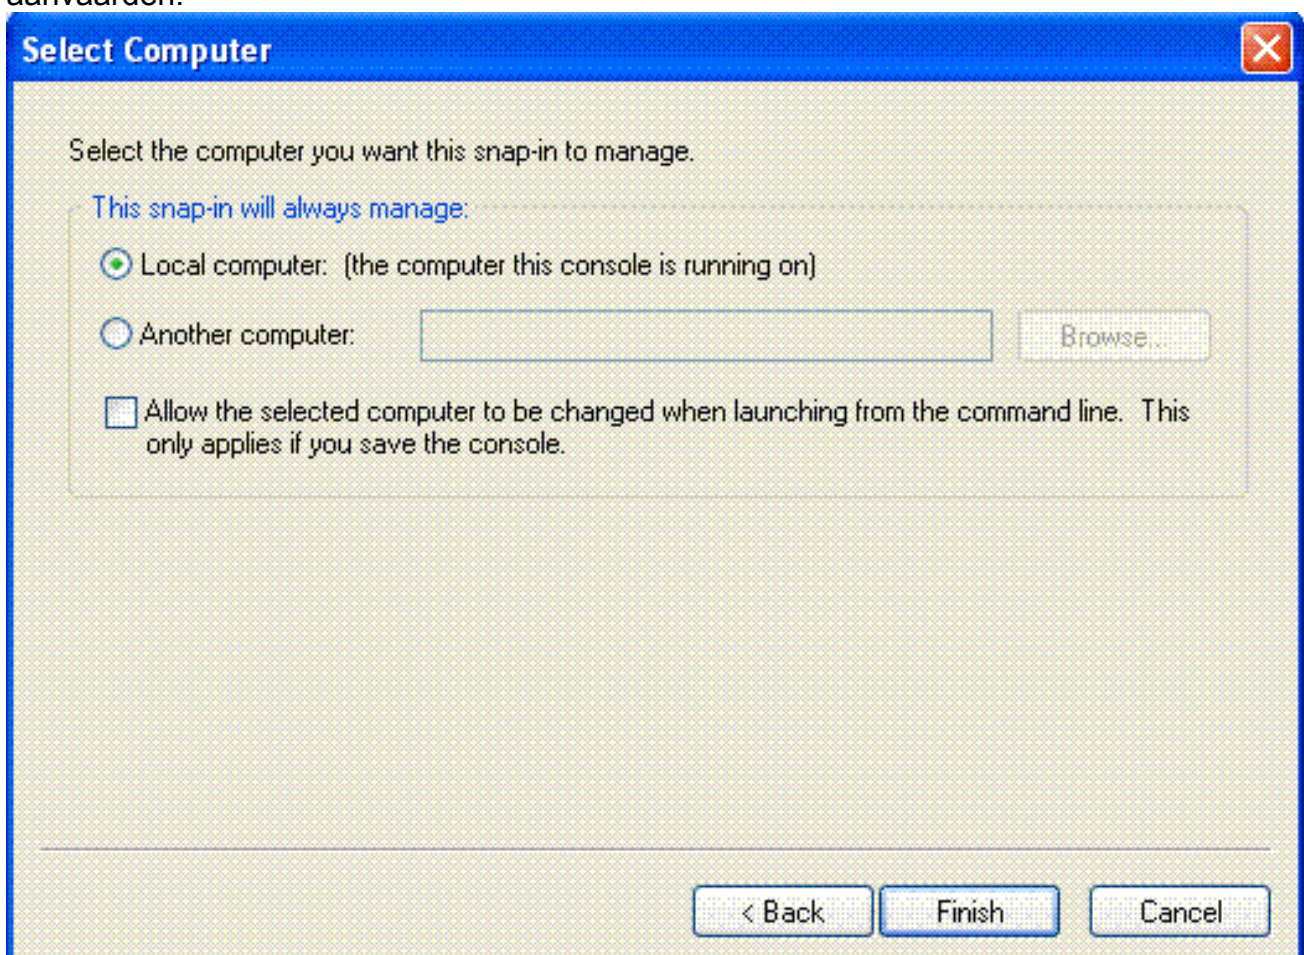 aanvaarden.
Select Computer
Select the computer you want this snap-in to manage.
This snap-in will always manage:
Local computer: (the computer this console is running on)
Another computer:
Browse...
Allow the selected computer to be changed when launching from the command line. This
only applies if you save the console.
< Back
Finish
Cancel